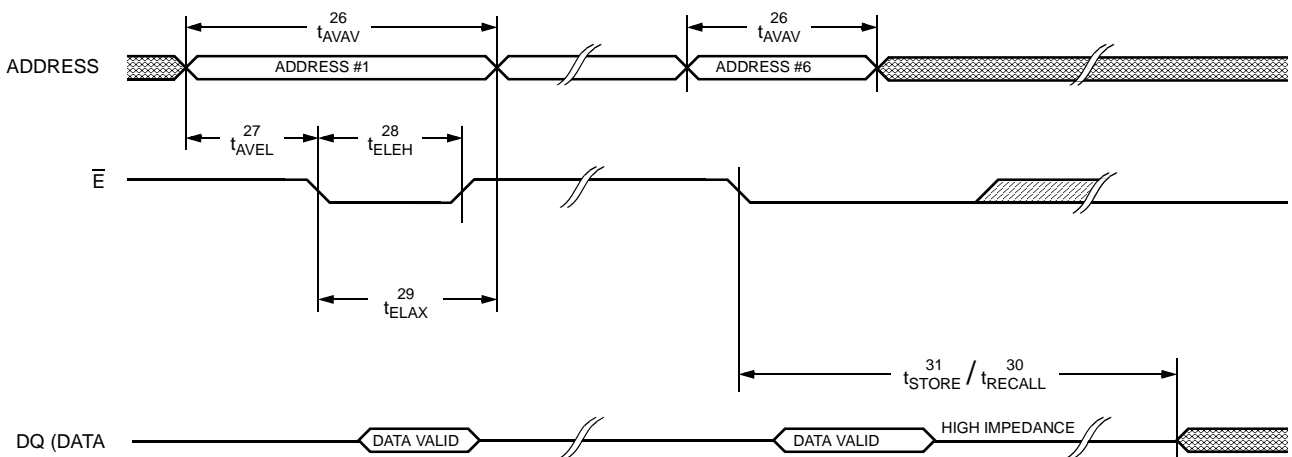 26 26
tAVAV tAVAV
ADDRESS ADDRESS #1 ADDRESS #6
27 28
tAVEL tELEH
E
29
tELAX
31 30
tSTORE / tRECALL
DQ (DATA DATA VALID DATA VALID HIGH IMPEDANCE